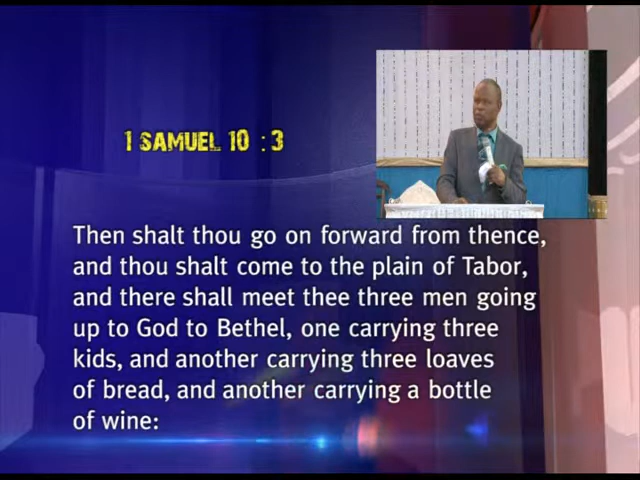 1 SAMUEL 10 : 3
Then shalt thou go on forward from thence,
and thou shalt come to the plain of Tabor,
and there shall meet thee three men going
up to God to Bethel, one carrying three
kids, and another carrying three loaves
of bread, and another carrying a bottle
of wine: